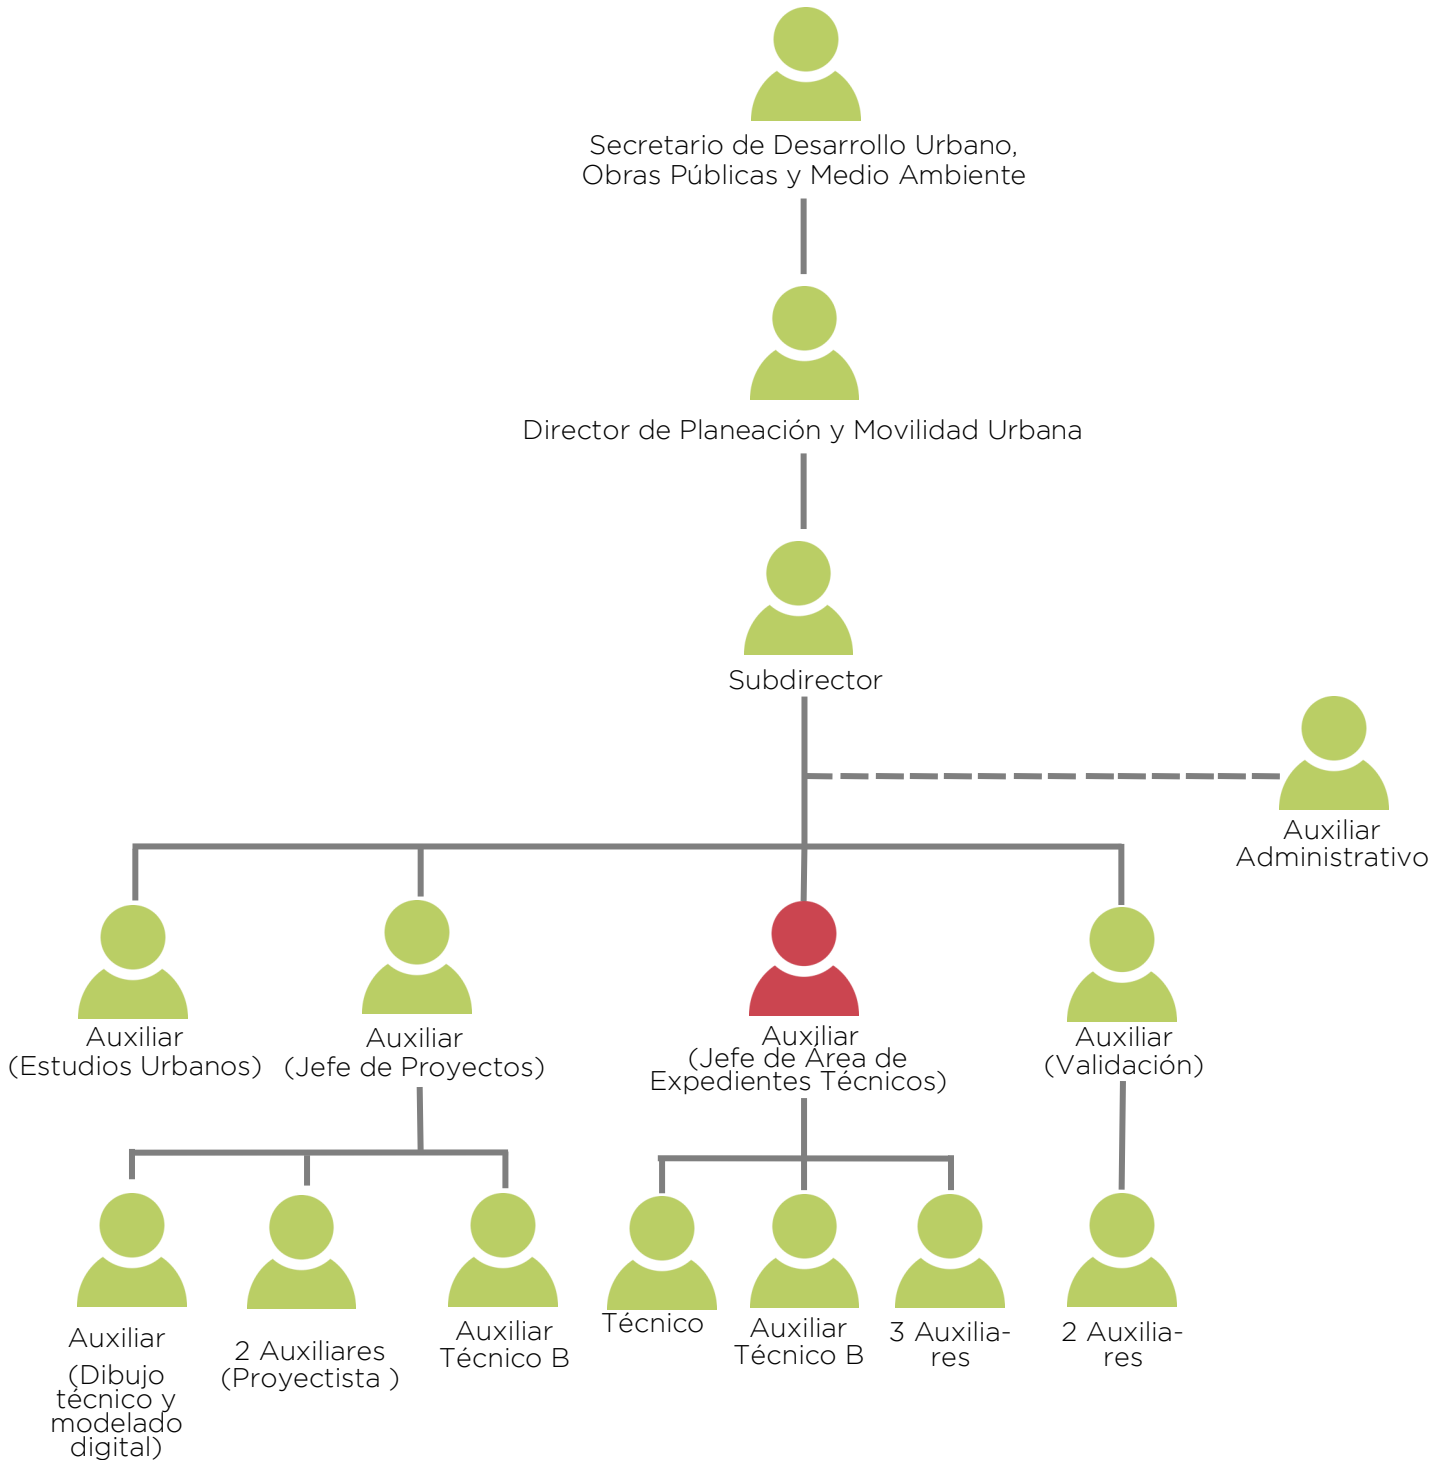 Secretario de Desarrollo Urbano,
Obras Públicas y Medio Ambiente
Director de Planeación y Movilidad Urbana
Subdirector
Auxiliar
Administrativo
Auxiliar
(Estudios Urbanos)
Auxiliar
(Jefe de Proyectos)
Auxiliar
(Jefe de Área de
Expedientes Técnicos)
Auxiliar
(Validación)
Auxiliar
(Dibujo
técnico y
modelado
digital)
2 Auxiliares
(Proyectista )
Auxiliar
Técnico B
Técnico
Auxiliar
Técnico B
3 Auxilia-
res
2 Auxilia-
res